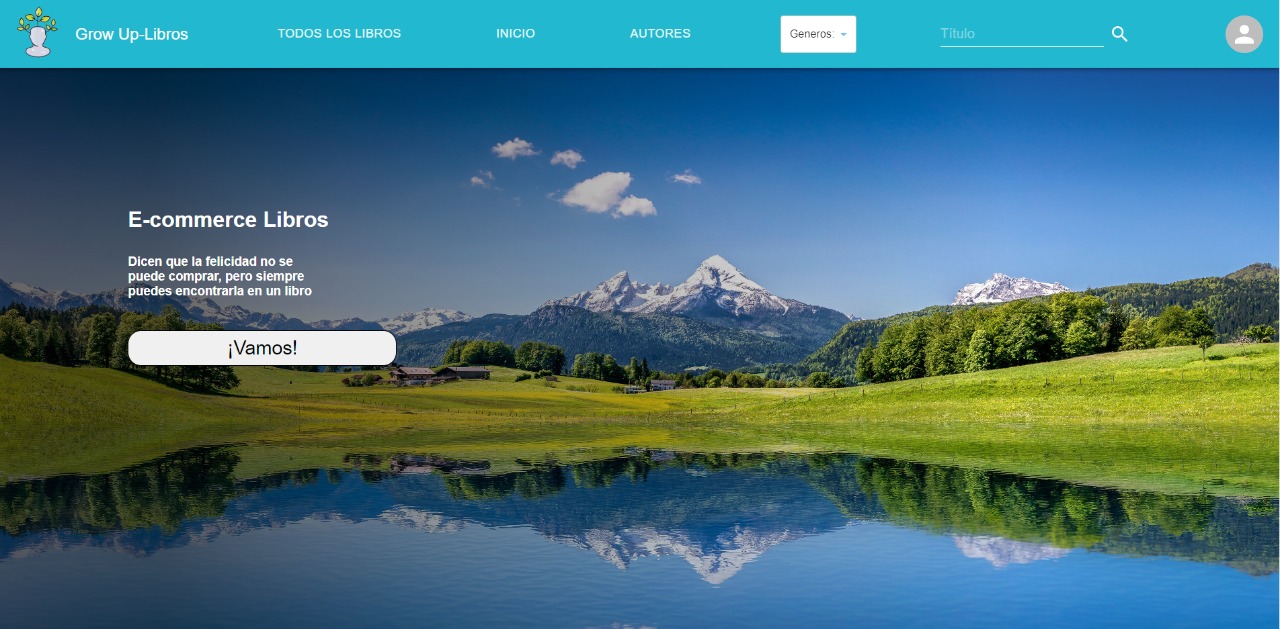 Grow Up-Libros
TODOS LOS LIBROS
INICIO
AUTORES
Generos:
Título
E-commerce Libros
Dicen que la felicidad no se
puede comprar, pero siempre
puedes encontrarla en un libro
¡Vamos!